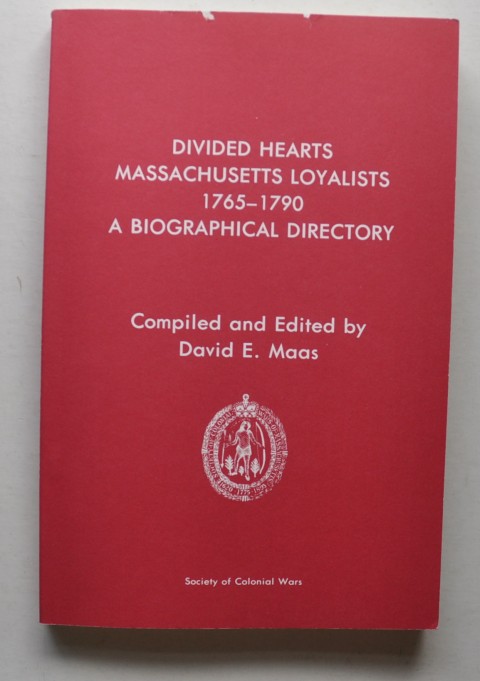 DIVIDED HEARTS
MASSACHUSETTS LOYALISTS
1765–1790
A BIOGRAPHICAL DIRECTORY
Compiled and Edited by
David E. Maas
Society of Colonial Wars